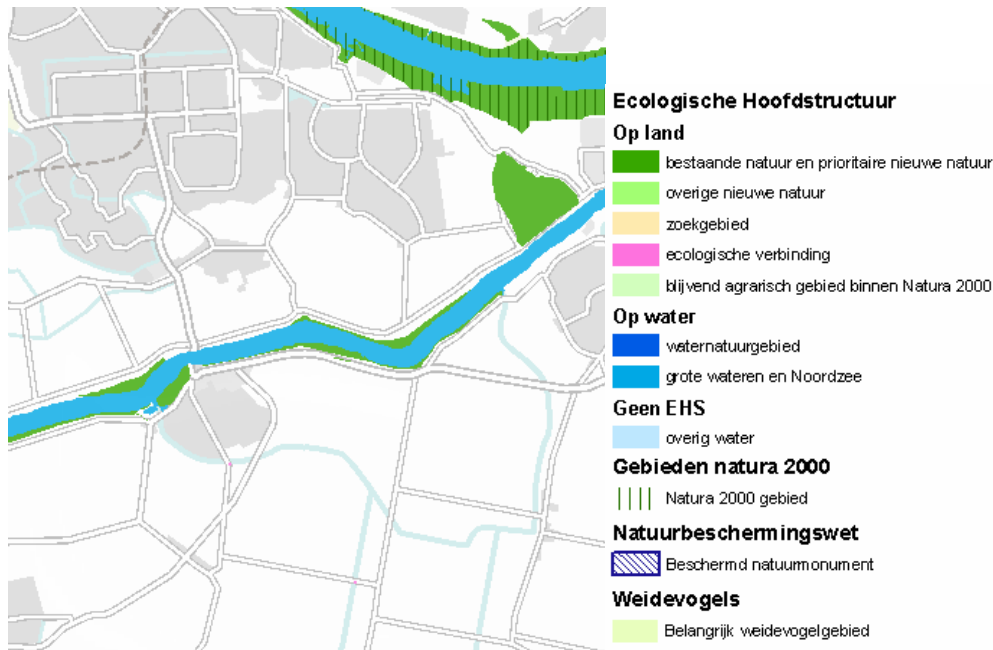 Ecologische Hoofdstructuur
Op land
bestaande natuur en prioritaire nieuwe natuur
overige nieuwe natuur
zoekgebied
ecologische verbinding
blijvend agrarisch gebied binnen Natura 2000
Op water
waternatuurgebied
grote wateren en Noordzee
Geen EHS
overig water
Gebieden natura 2000
Natura 2000 gebied
Natuurbeschermingswet
Beschermd natuurmonument
Weidevogels
Belangrijk weidevogelgebied